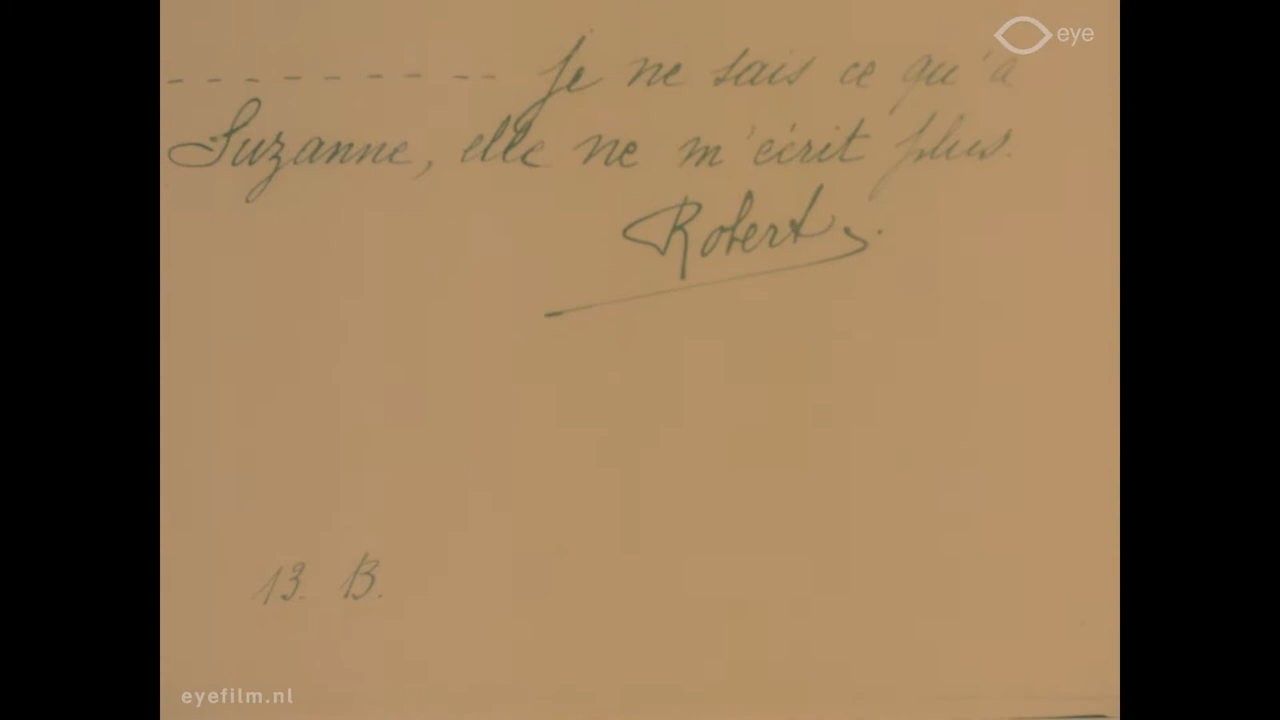 eye
- - - - - - - - - - Je ne sais ce qu'a
Suzanne, elle ne m'écrit plus.
Robert.
13. B.
eyefilm.nl